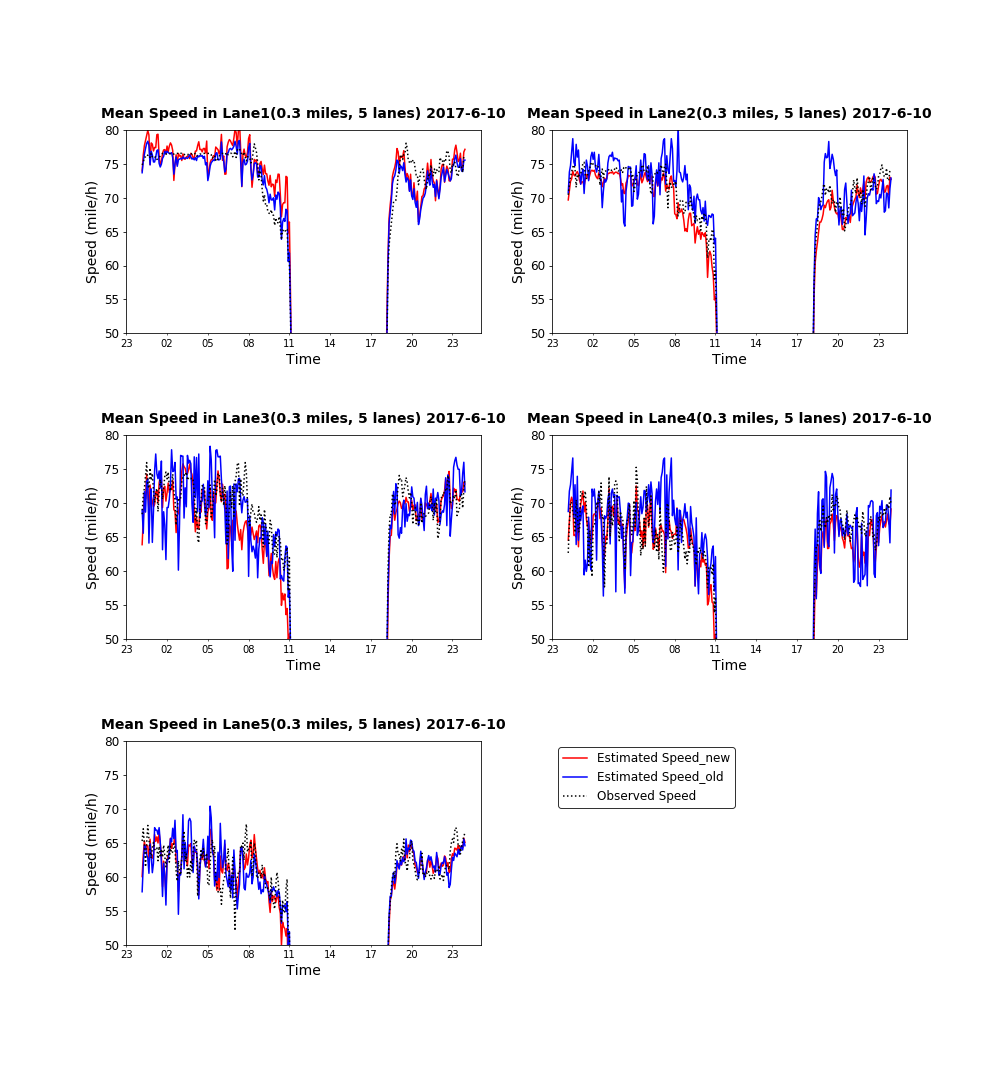 Mean Speed in Lane1(0.3 miles, 5 lanes) 2017-6-10
80
75
70
65
60
55
50
Speed (mile/h)
23 02 05 08 11 14 17 20 23
Time
Mean Speed in Lane2(0.3 miles, 5 lanes) 2017-6-10
80
75
70
65
60
55
50
Speed (mile/h)
23 02 05 08 11 14 17 20 23
Time
Mean Speed in Lane3(0.3 miles, 5 lanes) 2017-6-10
80
75
70
65
60
55
50
Speed (mile/h)
23 02 05 08 11 14 17 20 23
Time
Mean Speed in Lane4(0.3 miles, 5 lanes) 2017-6-10
80
75
70
65
60
55
50
Speed (mile/h)
23 02 05 08 11 14 17 20 23
Time
Mean Speed in Lane5(0.3 miles, 5 lanes) 2017-6-10
80
75
70
65
60
55
50
Speed (mile/h)
23 02 05 08 11 14 17 20 23
Time
Estimated Speed_new
Estimated Speed_old
Observed Speed